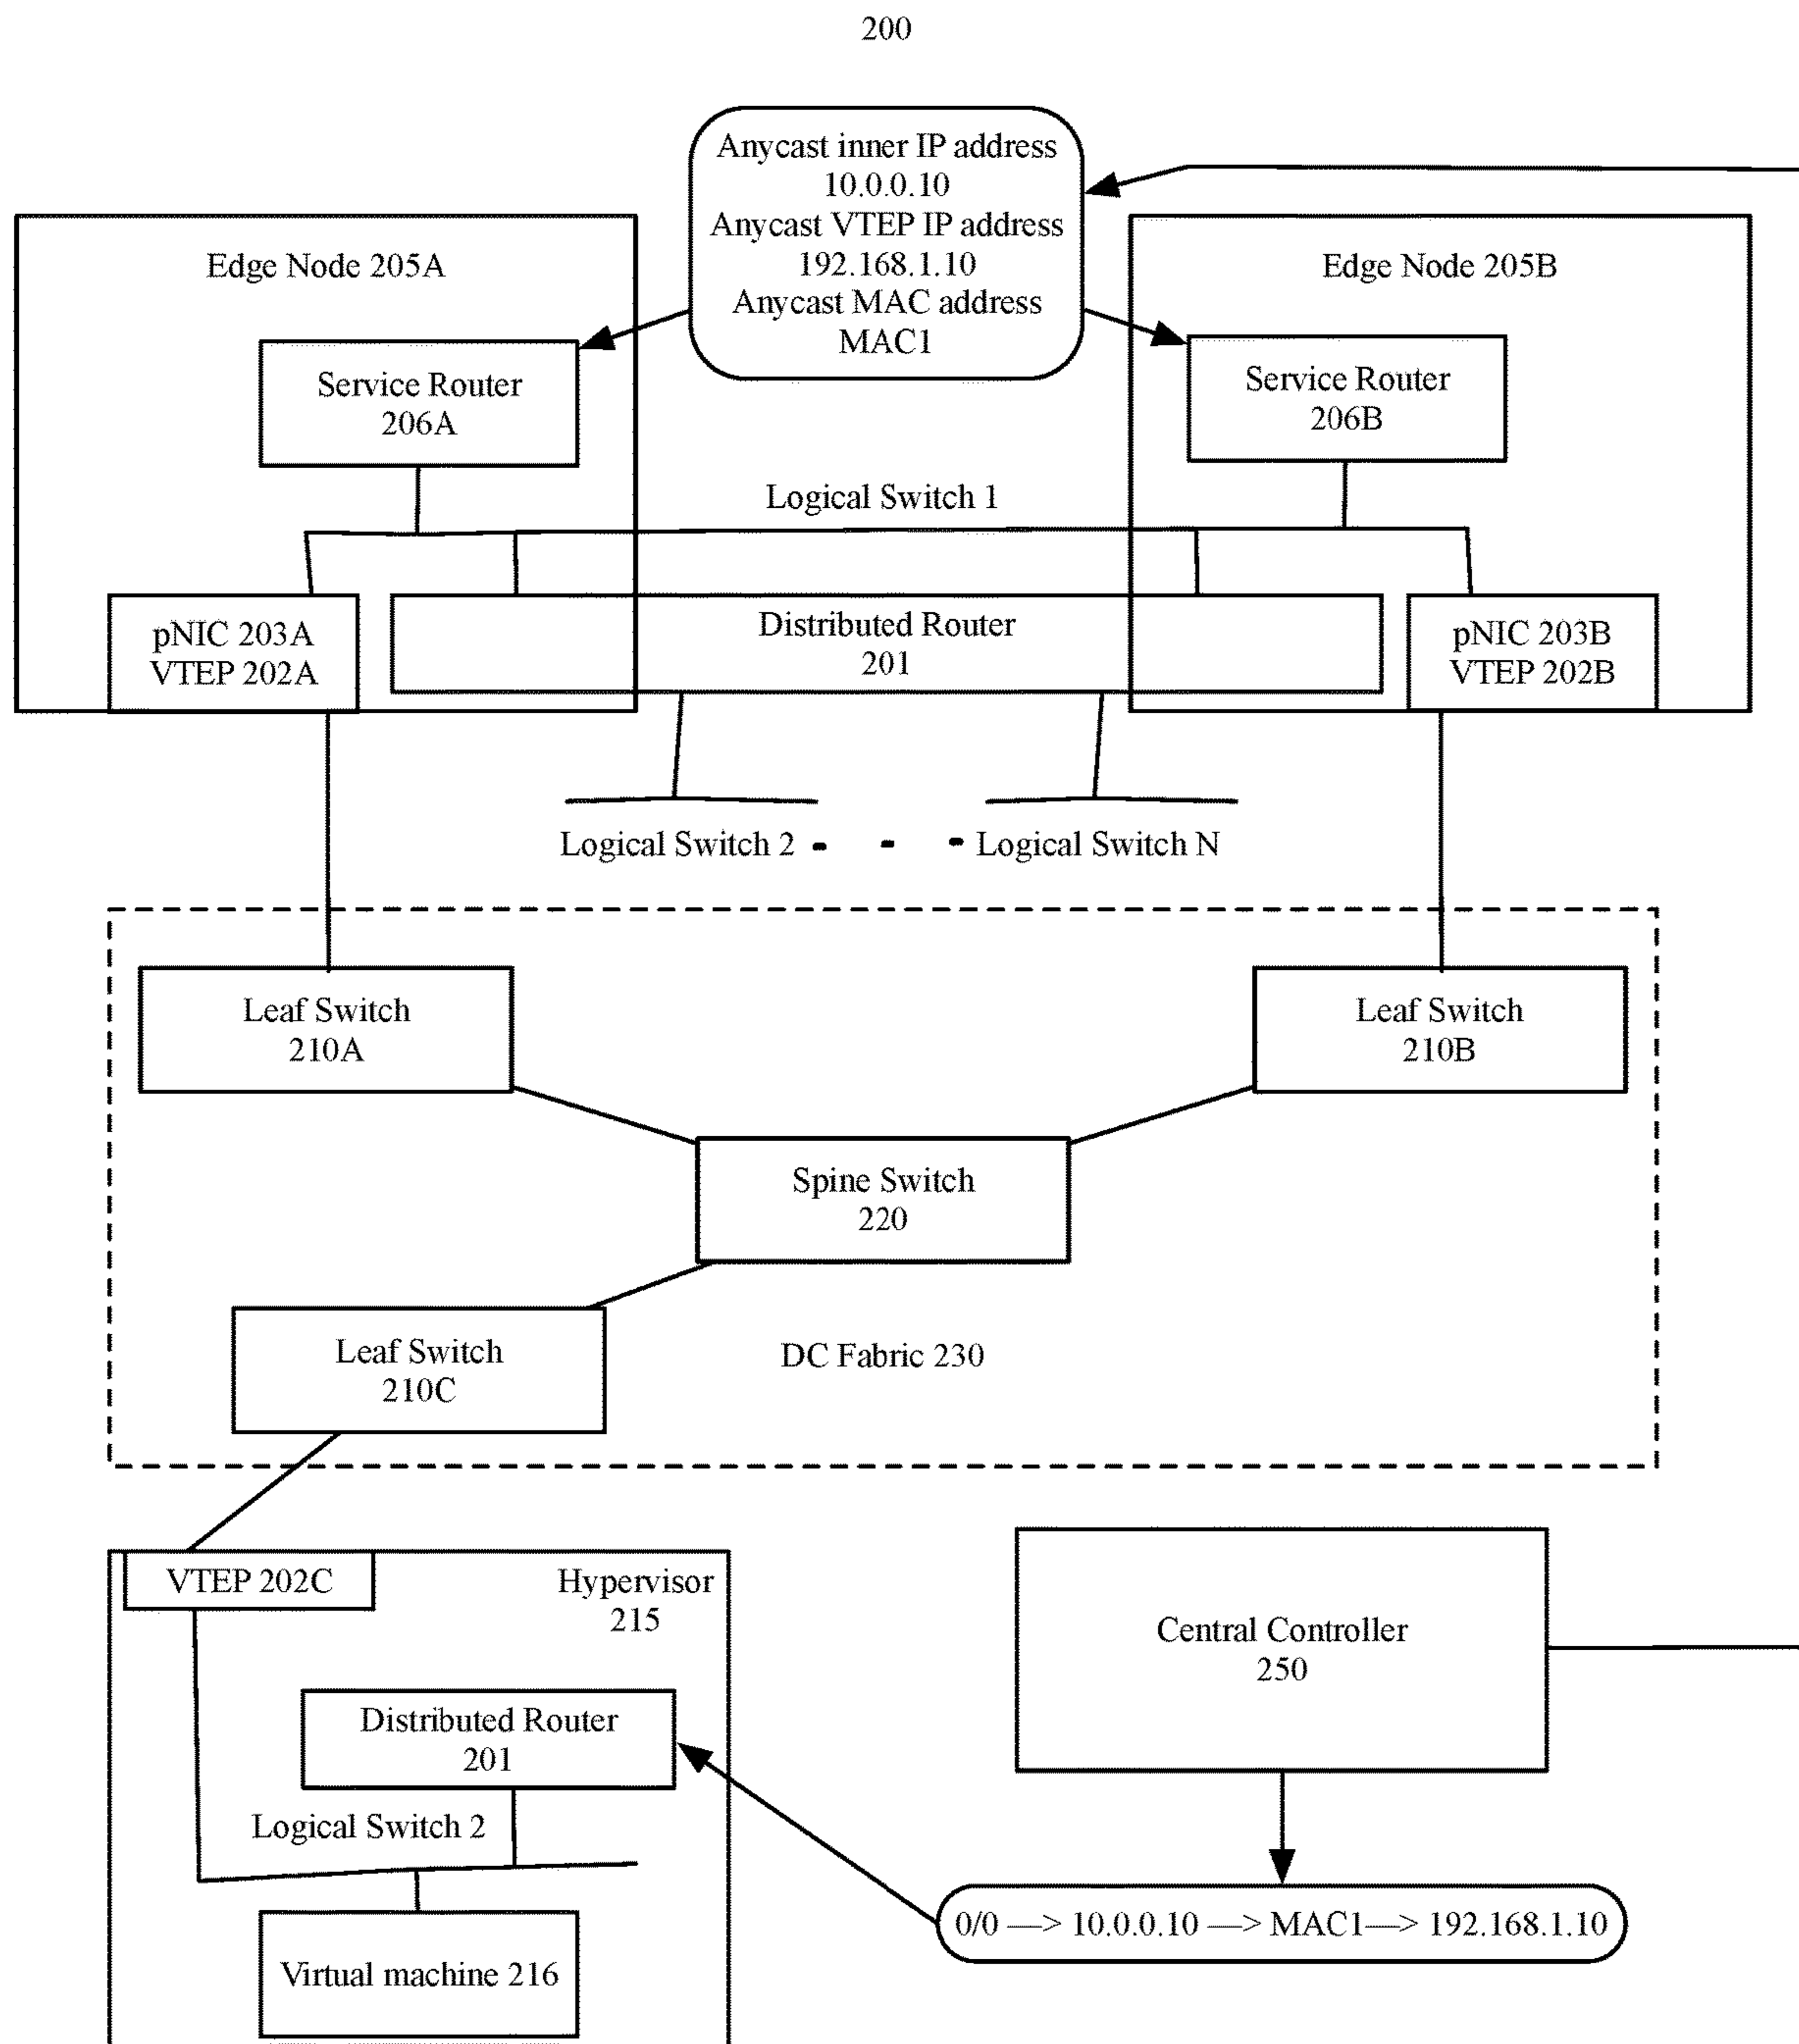 200
Anycast inner IP address
10.0.0.10
Anycast VTEP IP address
192.168.1.10
Anycast MAC address
MAC1
Edge Node 205A
Edge Node 205B
Service Router
206A
Service Router
206B
Logical Switch 1
pNIC 203A
VTEP 202A
Distributed Router
201
pNIC 203B
VTEP 202B
Logical Switch 2 - - - Logical Switch N
Leaf Switch
210A
Leaf Switch
210B
Spine Switch
220
Leaf Switch
210C
DC Fabric 230
VTEP 202C
Hypervisor
215
Central Controller
250
Distributed Router
201
Logical Switch 2
0/0 —> 10.0.0.10 —> MAC1—> 192.168.1.10
Virtual machine 216